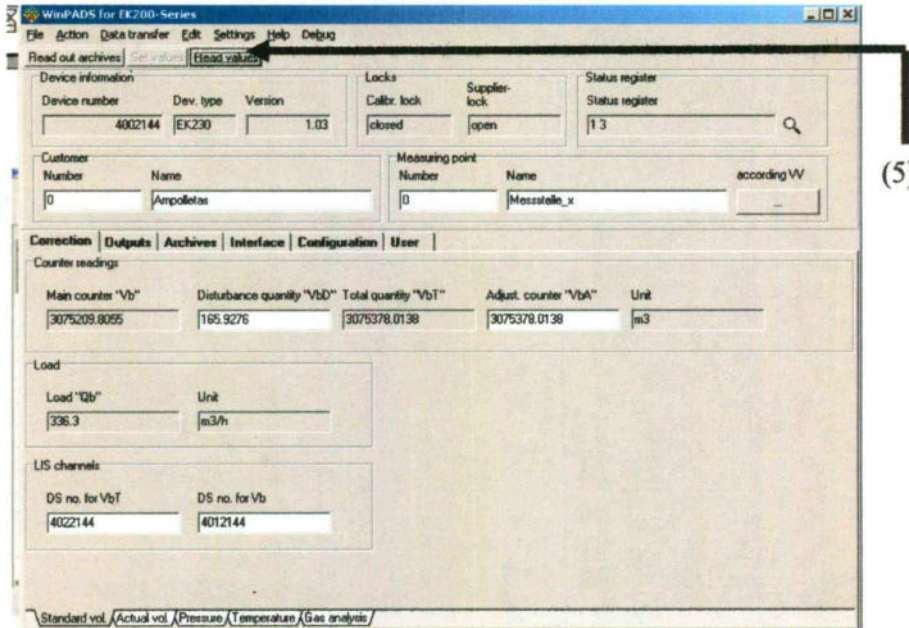 WinPADS for EK200-Series
File Action Data transfer Edit Settings Help Debug
Read out archives Set values Read values
Device information Locks Status register
Device number Dev. type Version Calibr. lock Supplier-lock Status register
4002144 EK230 1.03 closed open 1 3
(5)
Customer Measuring point
Number Name Number Name according VV
0 Ampolletas 0 Messstelle_x ...
Correction Outputs Archives Interface Configuration User
Counter readings
Main counter "Vb" Disturbance quantity "VbD" Total quantity "VbT" Adjust. counter "VbA" Unit
3075209.8055 165.9276 3075378.0138 3075378.0138 m3
Load
Load "Qb" Unit
336.3 m3/h
LIS channels
DS no. for VbT DS no. for Vb
4022144 4012144
Standard vol. Actual vol. Pressure Temperature Gas analysis